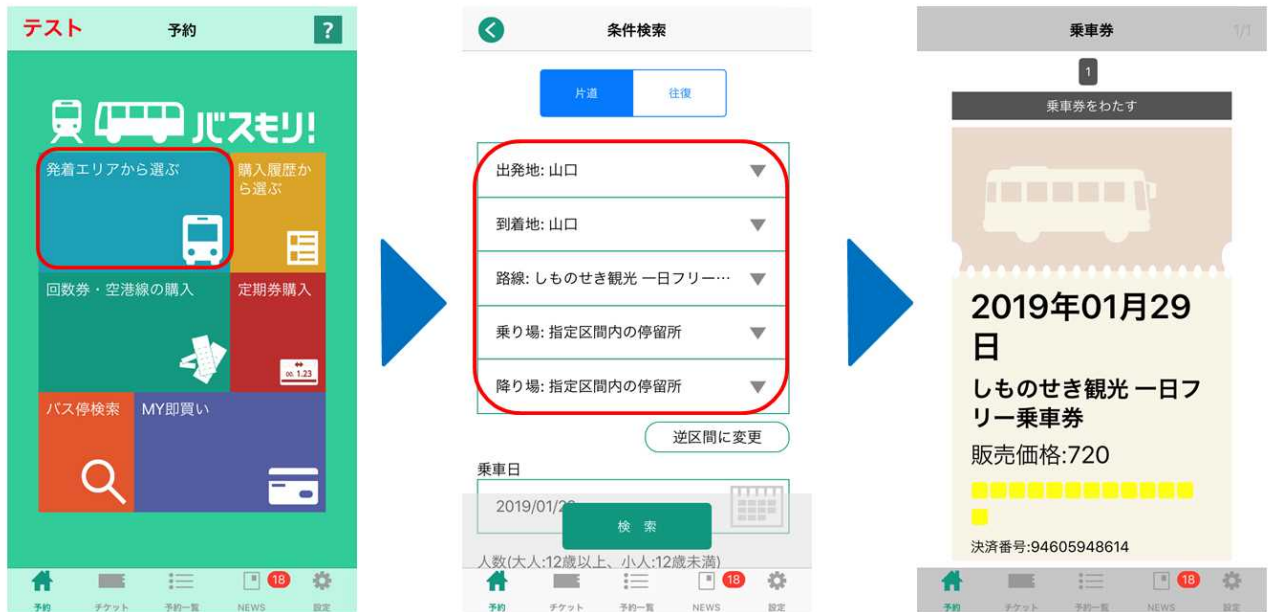 テスト
予約
?
バスもり!
発着エリアから選ぶ
購入履歴か
ら選ぶ
回数券・空港線の購入
定期券購入
00. 1.23
バス停検索
MY即買い
18
予約
チケット
予約一覧
NEWS
設定
条件検索
片道
往復
出発地: 山口
到着地: 山口
路線: しものせき観光 一日フリー…
乗り場: 指定区間内の停留所
降り場: 指定区間内の停留所
逆区間に変更
乗車日
2019/01/2
検 索
人数(大人:12歳以上、小人:12歳未満)
18
予約
チケット
予約一覧
NEWS
設定
乗車券
1/1
1
乗車券をわたす
2019年01月29
日
しものせき観光 一日フ
リー乗車券
販売価格:720
決済番号:94605948614
18
予約
チケット
予約一覧
NEWS
設定